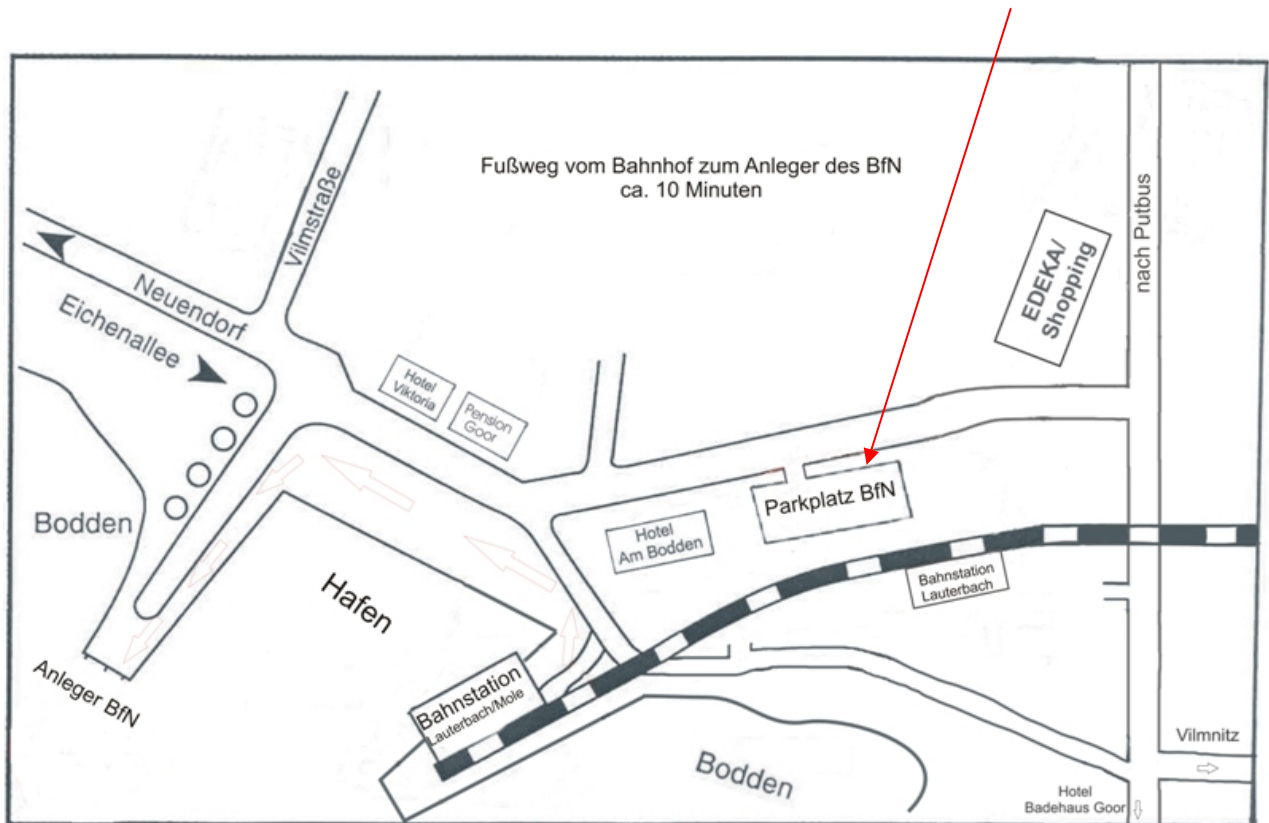 Fußweg vom Bahnhof zum Anleger des BfN
ca. 10 Minuten
Vilmstraße
nach Putbus
EDEKA/
Shopping
Neuendorf
Eichenallee
Hotel
Viktoria
Pension
Goor
Parkplatz BfN
Hotel
Am Bodden
Bodden
Bahnstation
Lauterbach
Hafen
Anleger BfN
Bahnstation
Lauterbach/Mole
Bodden
Vilmnitz
Hotel
Badehaus Goor